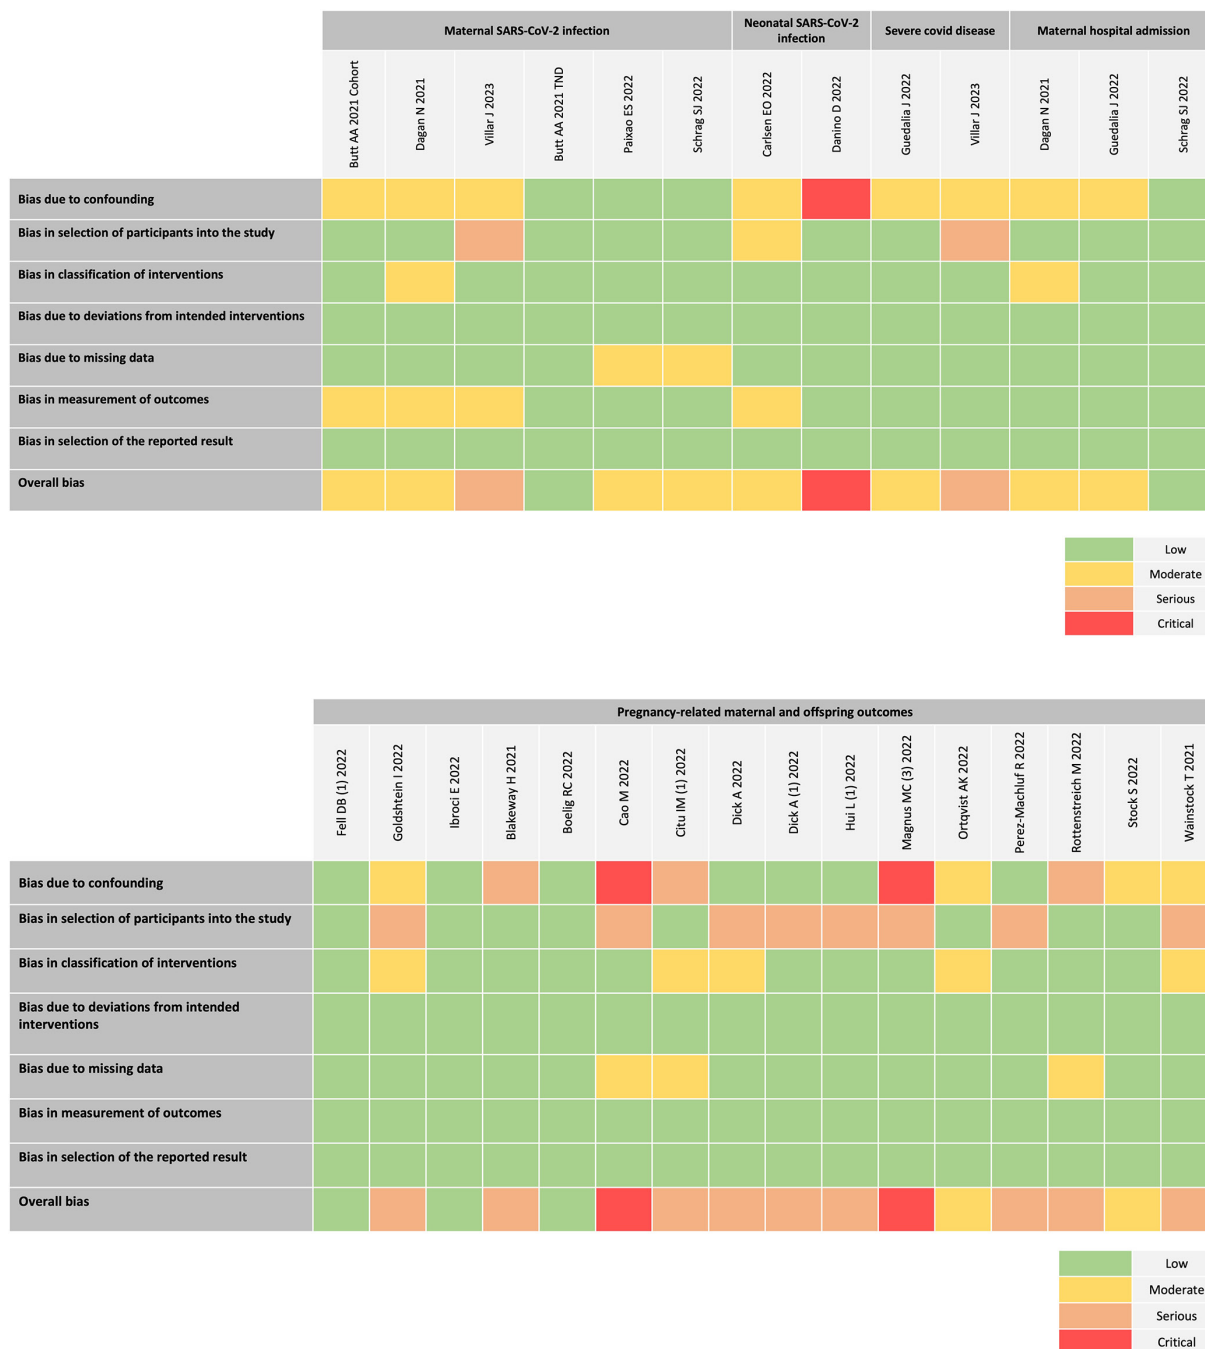 Maternal SARS-CoV-2 infection
Neonatal SARS-CoV-2
infection
Severe covid disease
Maternal hospital admission
Butt AA 2021 Cohort
Dagan N 2021
Villar J 2023
Butt AA 2021 TND
Paixao ES 2022
Schrag SJ 2022
Carlsen EO 2022
Danino D 2022
Guedalia J 2022
Villar J 2023
Dagan N 2021
Guedalia J 2022
Schrag SJ 2022
Bias due to confounding
Bias in selection of participants into the study
Bias in classification of interventions
Bias due to deviations from intended interventions
Bias due to missing data
Bias in measurement of outcomes
Bias in selection of the reported result
Overall bias
Low
Moderate
Serious
Critical
Pregnancy-related maternal and offspring outcomes
Fell DB (1) 2022
Goldshtein I 2022
Ibroci E 2022
Blakeway H 2021
Boelig RC 2022
Cao M 2022
Citu IM (1) 2022
Dick A 2022
Dick A (1) 2022
Hui L (1) 2022
Magnus MC (3) 2022
Ortqvist AK 2022
Perez-Machluf R 2022
Rottenstreich M 2022
Stock S 2022
Wainstock T 2021
Bias due to confounding
Bias in selection of participants into the study
Bias in classification of interventions
Bias due to deviations from intended
interventions
Bias due to missing data
Bias in measurement of outcomes
Bias in selection of the reported result
Overall bias
Low
Moderate
Serious
Critical